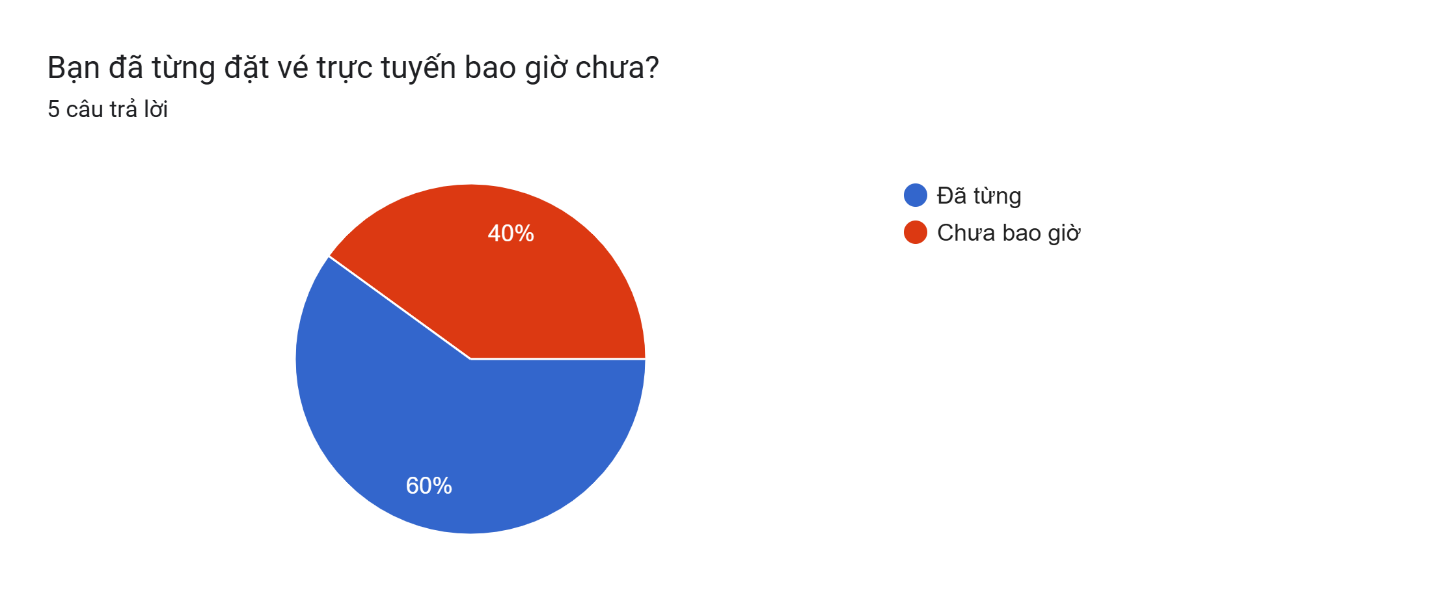 Bạn đã từng đặt vé trực tuyến bao giờ chưa?
5 câu trả lời
Đã từng
Chưa bao giờ
40%
60%